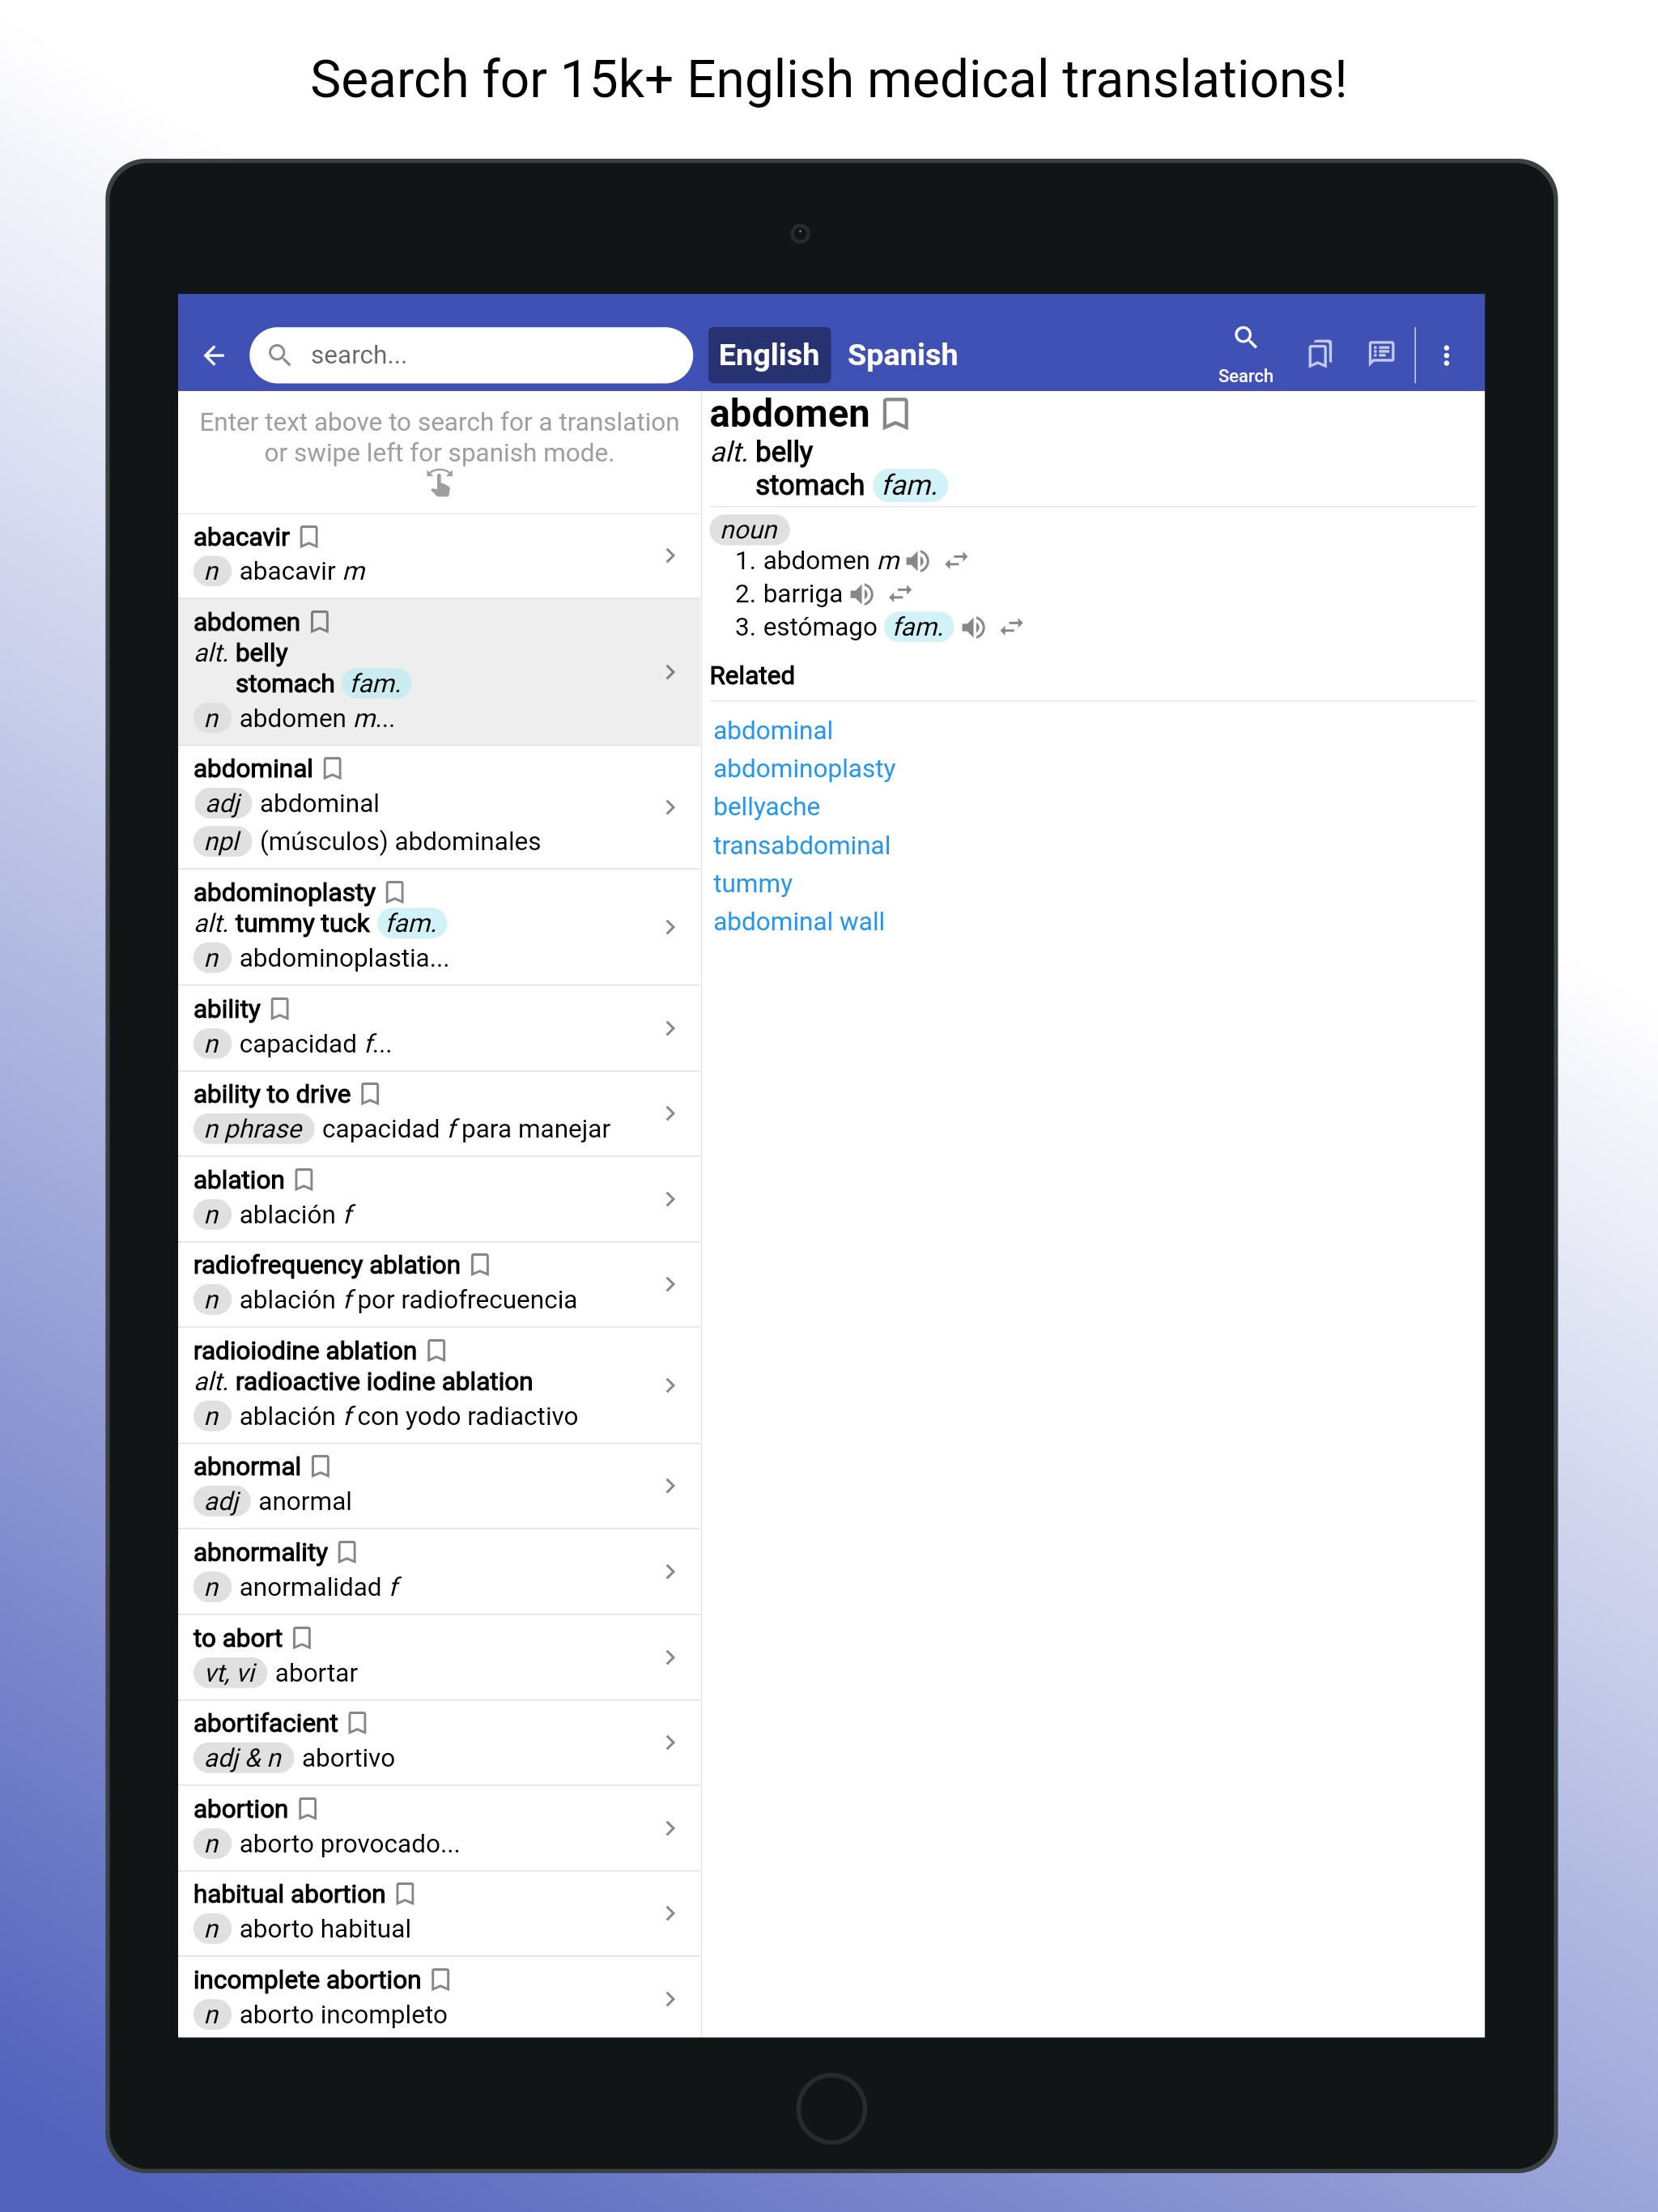 Search for 15k+ English medical translations!
search...
English
Spanish
Search
Enter text above to search for a translation
or swipe left for spanish mode.
abacavir
n abacavir m
abdomen
alt. belly
stomach fam.
n abdomen m...
abdominal
adj abdominal
npl (músculos) abdominales
abdominoplasty
alt. tummy tuck fam.
n abdominoplastia...
ability
n capacidad f...
ability to drive
n phrase capacidad f para manejar
ablation
n ablación f
radiofrequency ablation
n ablación f por radiofrecuencia
radioiodine ablation
alt. radioactive iodine ablation
n ablación f con yodo radiactivo
abnormal
adj anormal
abnormality
n anormalidad f
to abort
vt, vi abortar
abortifacient
adj & n abortivo
abortion
n aborto provocado...
habitual abortion
n aborto habitual
incomplete abortion
n aborto incompleto
abdomen
alt. belly
stomach fam.
noun
1. abdomen m
2. barriga
3. estómago fam.
Related
abdominal
abdominoplasty
bellyache
transabdominal
tummy
abdominal wall